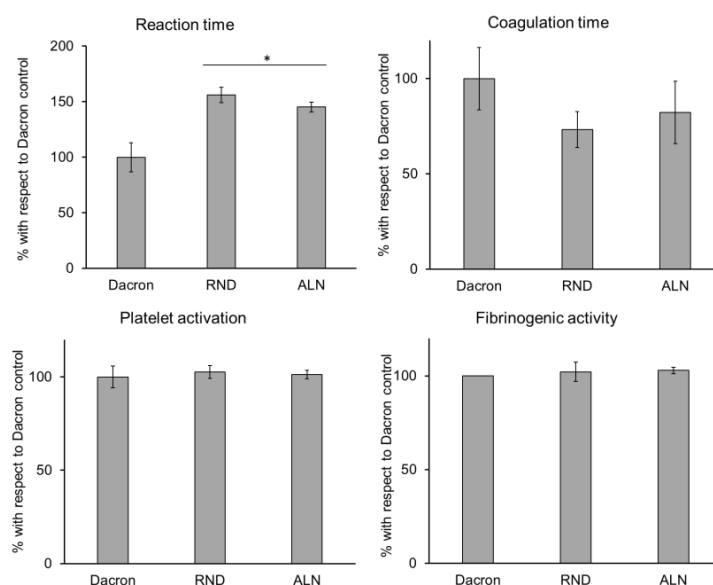 Reaction time
% with respect to Dacron control
200
150
100
50
0
*
Dacron RND ALN
Coagulation time
% with respect to Dacron control
100
50
0
Dacron RND ALN
Platelet activation
% with respect to Dacron control
100
50
0
Dacron RND ALN
Fibrinogenic activity
% with respect to Dacron control
100
50
0
Dacron RND ALN